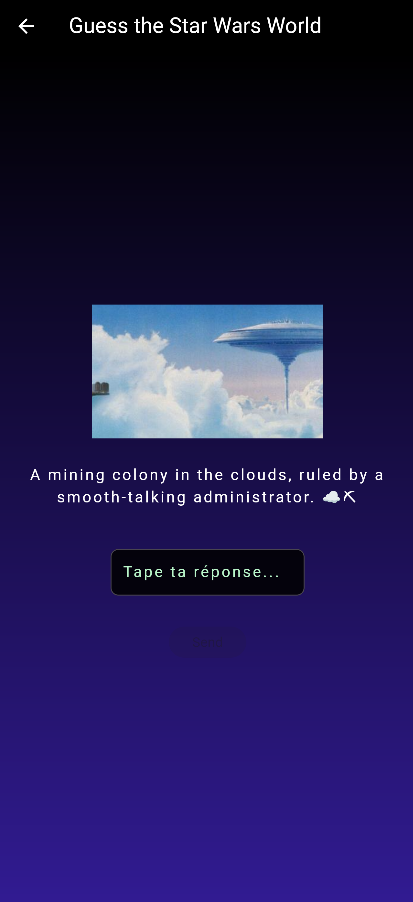 Guess the Star Wars World
A mining colony in the clouds, ruled by a
smooth-talking administrator. ☁️⛏️
Tape ta réponse...